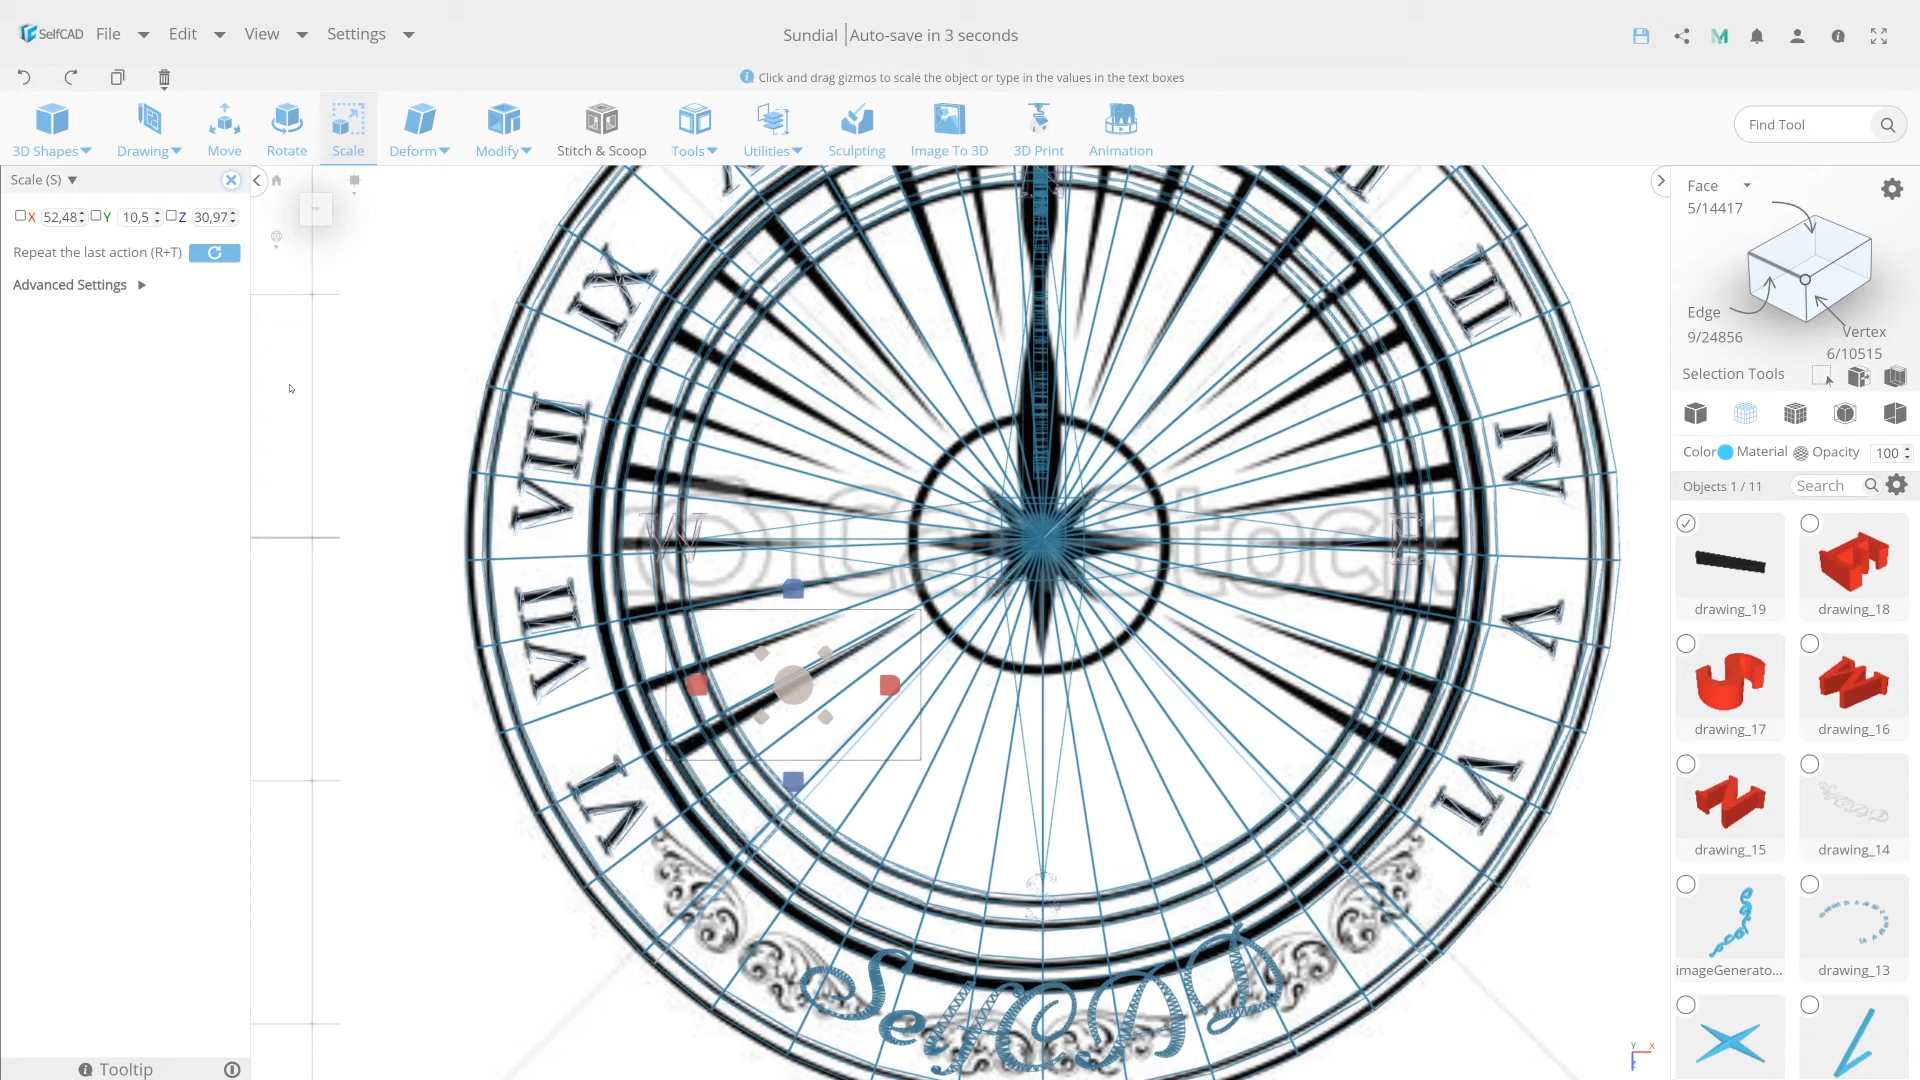 SelfCAD File Edit View Settings
Sundial Auto-save in 3 seconds
Click and drag gizmos to scale the object or type in the values in the text boxes
3D Shapes Drawing Move Rotate Scale Deform Modify Stitch & Scoop Tools Utilities Sculpting Image To 3D 3D Print Animation
Find Tool
Scale (S)
X 52,48 Y 10,5 Z 30,97
Repeat the last action (R+T)
Advanced Settings
Tooltip
IX
III
VIII
IV
W
E
VII
V
VI
VI
SelfCAD
Face
5/14417
Edge
9/24856
Vertex
6/10515
Selection Tools
Color Material Opacity 100
Objects 1 / 11 Search
drawing_19 drawing_18
drawing_17 drawing_16
drawing_15 drawing_14
imageGenerato... drawing_13
Y X
Z